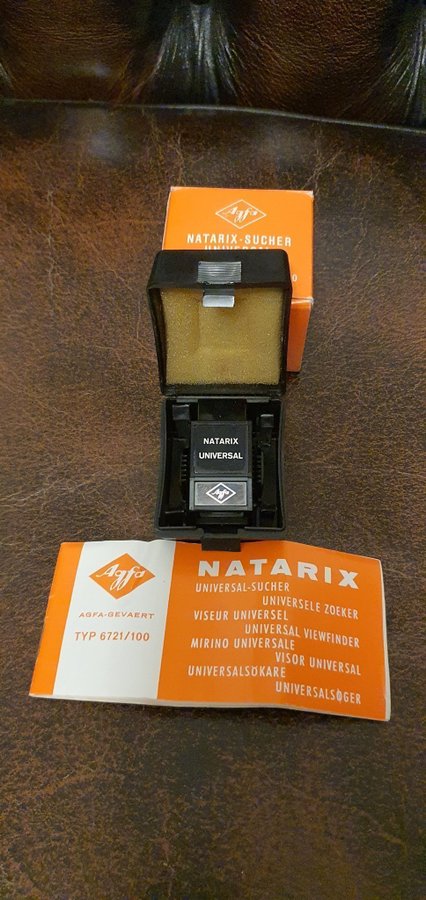 Agfa
NATARIX-SUCHER
UNIVERSAL
NATARIX
UNIVERSAL
Agfa
Agfa
AGFA-GEVAERT
TYP 6721/100
NATARIX
UNIVERSAL-SUCHER
UNIVERSELE ZOEKER
VISEUR UNIVERSEL
UNIVERSAL VIEWFINDER
MIRINO UNIVERSALE
VISOR UNIVERSAL
UNIVERSALSÖKARE
UNIVERSALSØGER